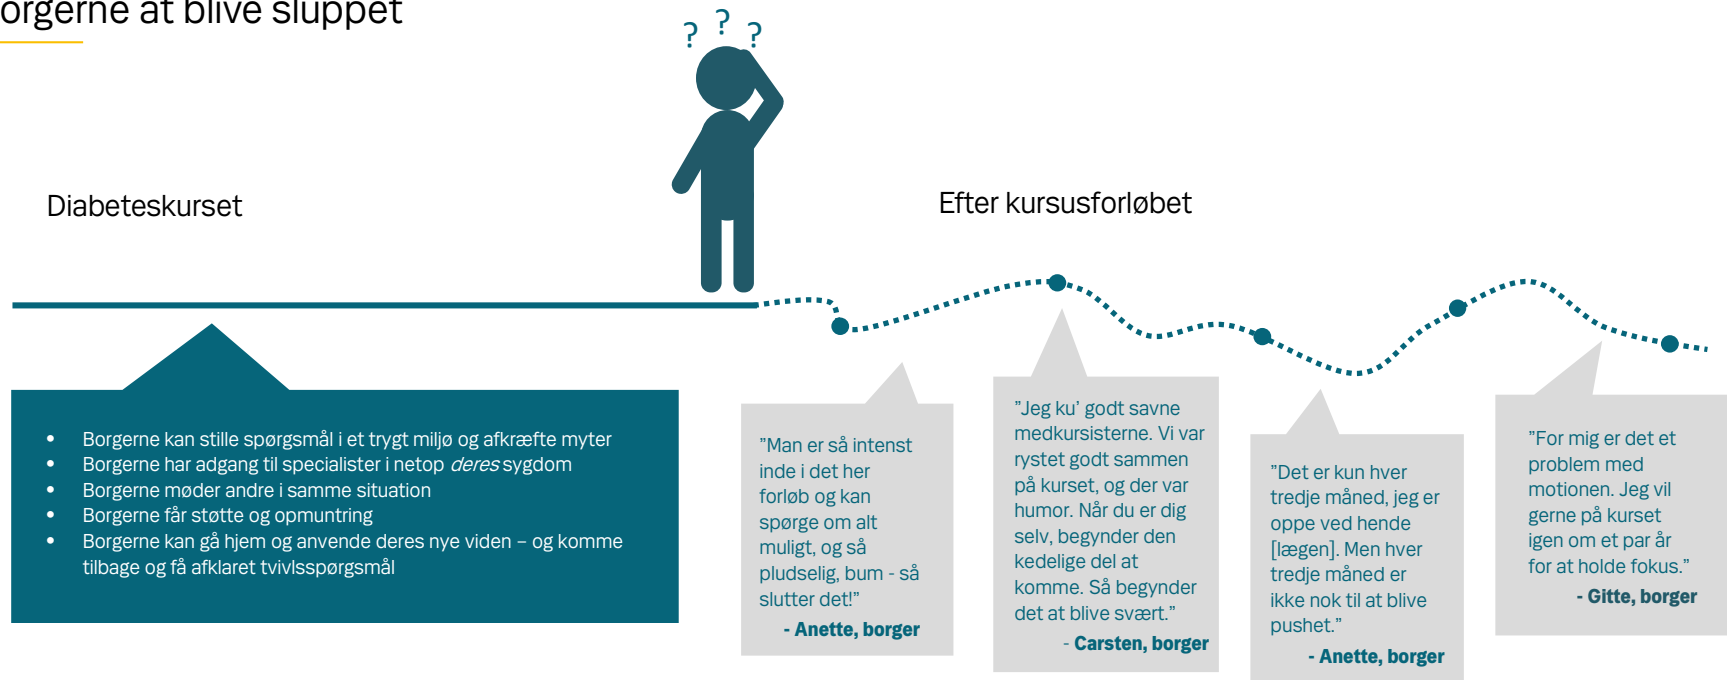 orgerne at blive sluppet
? ? ?
Diabeteskurset
Efter kursusforløbet
• Borgerne kan stille spørgsmål i et trygt miljø og afkræfte myter
• Borgerne har adgang til specialister i netop deres sygdom
• Borgerne møder andre i samme situation
• Borgerne får støtte og opmuntring
• Borgerne kan gå hjem og anvende deres nye viden – og komme
tilbage og få afklaret tvivlsspørgsmål
”Man er så intenst
inde i det her
forløb og kan
spørge om alt
muligt, og så
pludselig, bum - så
slutter det!”
- Anette, borger
”Jeg ku’ godt savne
medkursisterne. Vi var
rystet godt sammen
på kurset, og der var
humor. Når du er dig
selv, begynder den
kedelige del at
komme. Så begynder
det at blive svært.”
- Carsten, borger
”Det er kun hver
tredje måned, jeg er
oppe ved hende
[lægen]. Men hver
tredje måned er
ikke nok til at blive
pushet.”
- Anette, borger
”For mig er det et
problem med
motionen. Jeg vil
gerne på kurset
igen om et par år
for at holde fokus.”
- Gitte, borger